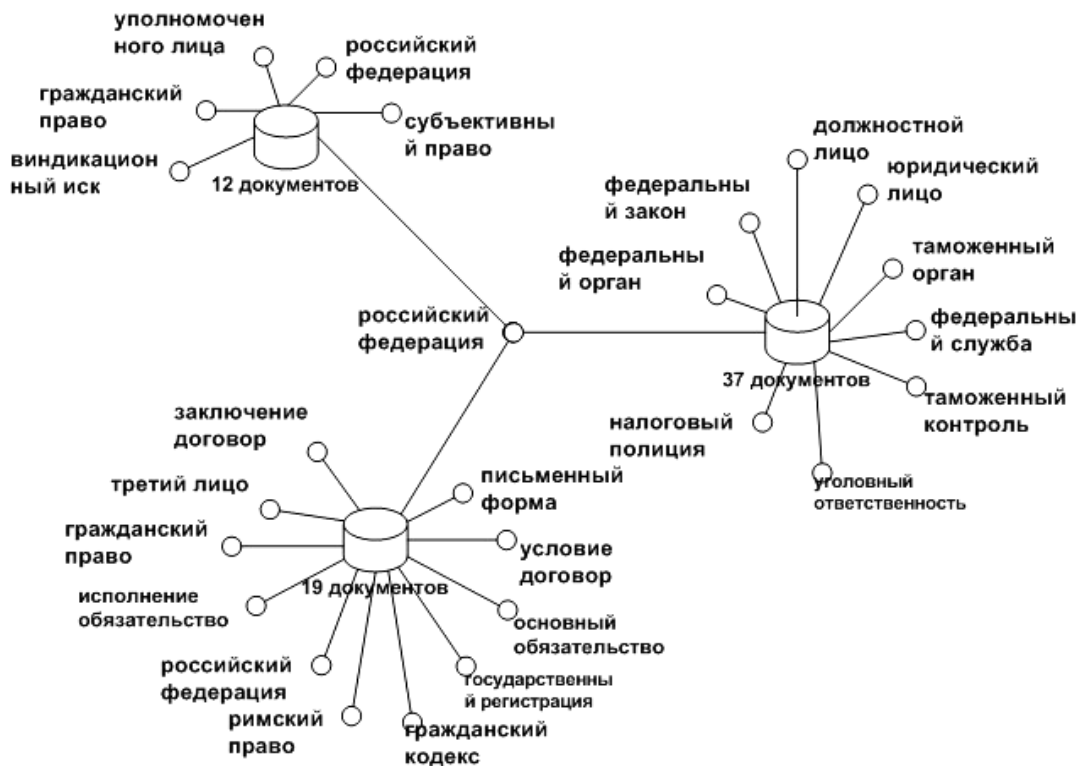 уполномочен
ного лица
российский
федерация
гражданский
право
субъективны
й право
виндикацион
ный иск
12 документов
должностной
лицо
юридический
лицо
федеральны
й закон
таможенный
орган
федеральны
й орган
федеральны
й служба
российский
федерация
37 документов
таможенный
контроль
налоговый
полиция
уголовный
ответственность
заключение
договор
третий лицо
письменный
форма
гражданский
право
условие
договор
19 документов
исполнение
обязательство
основный
обязательство
российский
федерация
государственны
й регистрация
римский
право
гражданский
кодекс